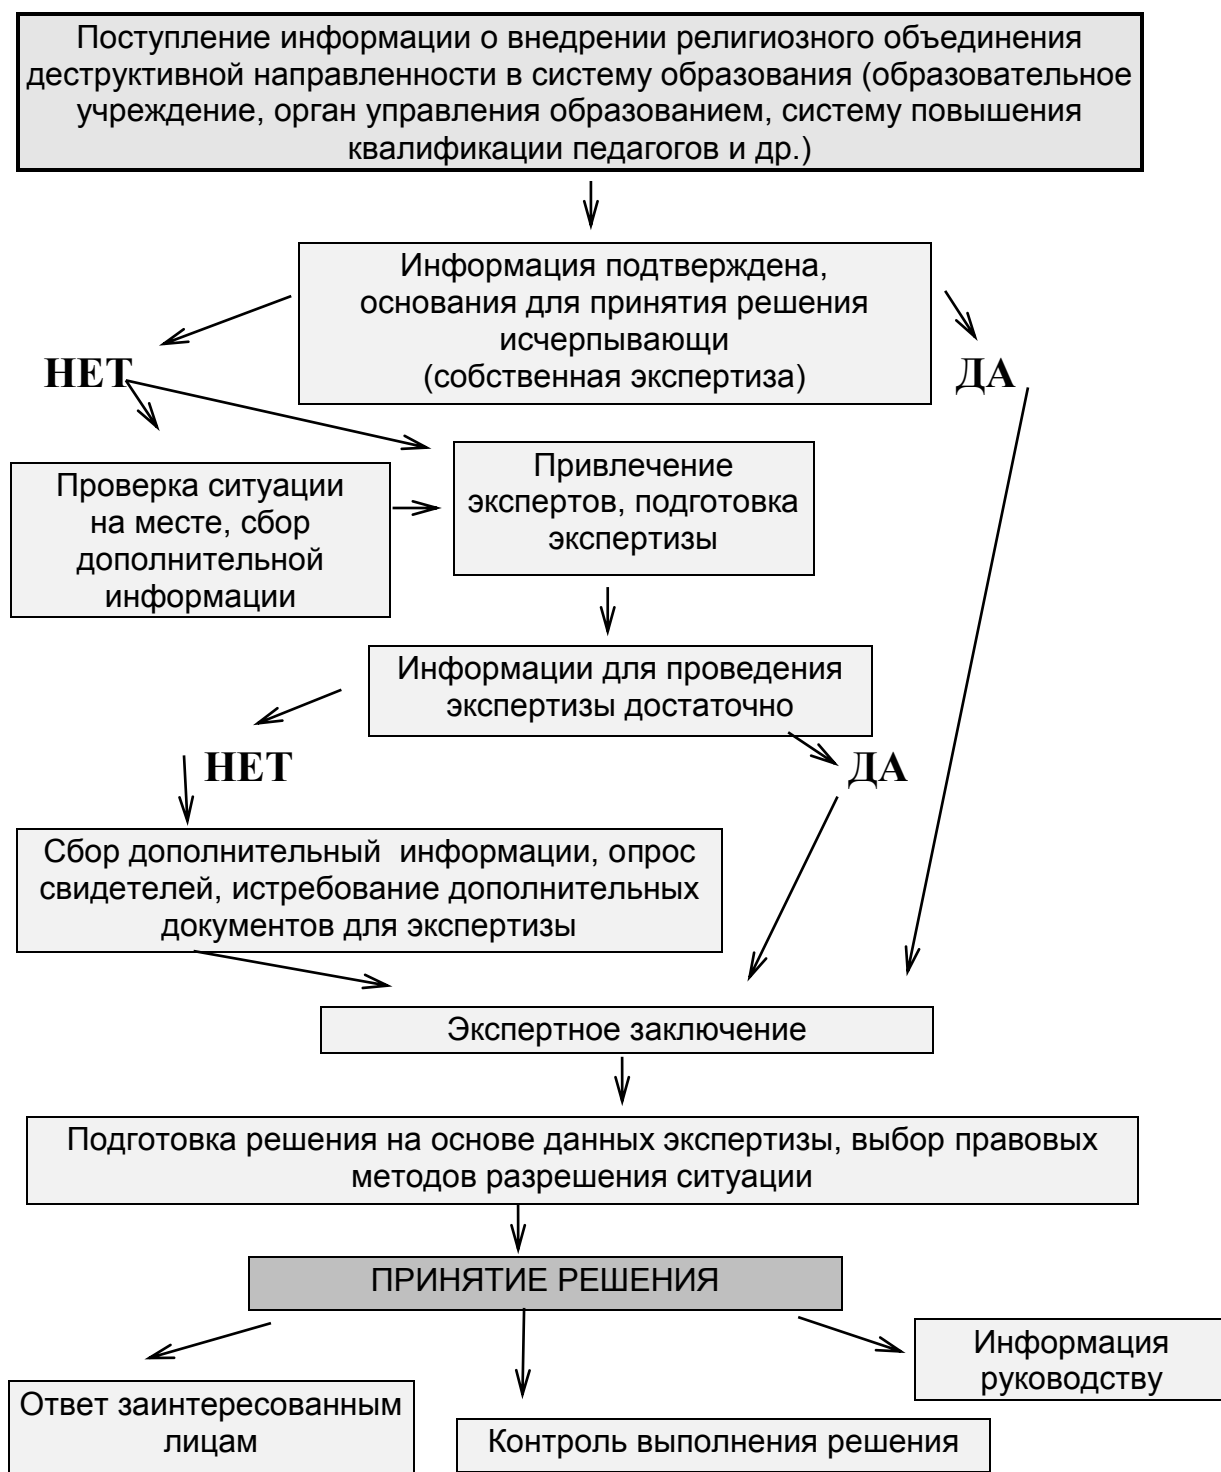 Поступление информации о внедрении религиозного объединения
деструктивной направленности в систему образования (образовательное
учреждение, орган управления образованием, систему повышения
квалификации педагогов и др.)
Информация подтверждена,
основания для принятия решения
исчерпывающи
(собственная экспертиза)
НЕТ
ДА
Проверка ситуации
на месте, сбор
дополнительной
информации
Привлечение
экспертов, подготовка
экспертизы
Информации для проведения
экспертизы достаточно
НЕТ
ДА
Сбор дополнительный информации, опрос
свидетелей, истребование дополнительных
документов для экспертизы
Экспертное заключение
Подготовка решения на основе данных экспертизы, выбор правовых
методов разрешения ситуации
ПРИНЯТИЕ РЕШЕНИЯ
Ответ заинтересованным
лицам
Контроль выполнения решения
Информация
руководству